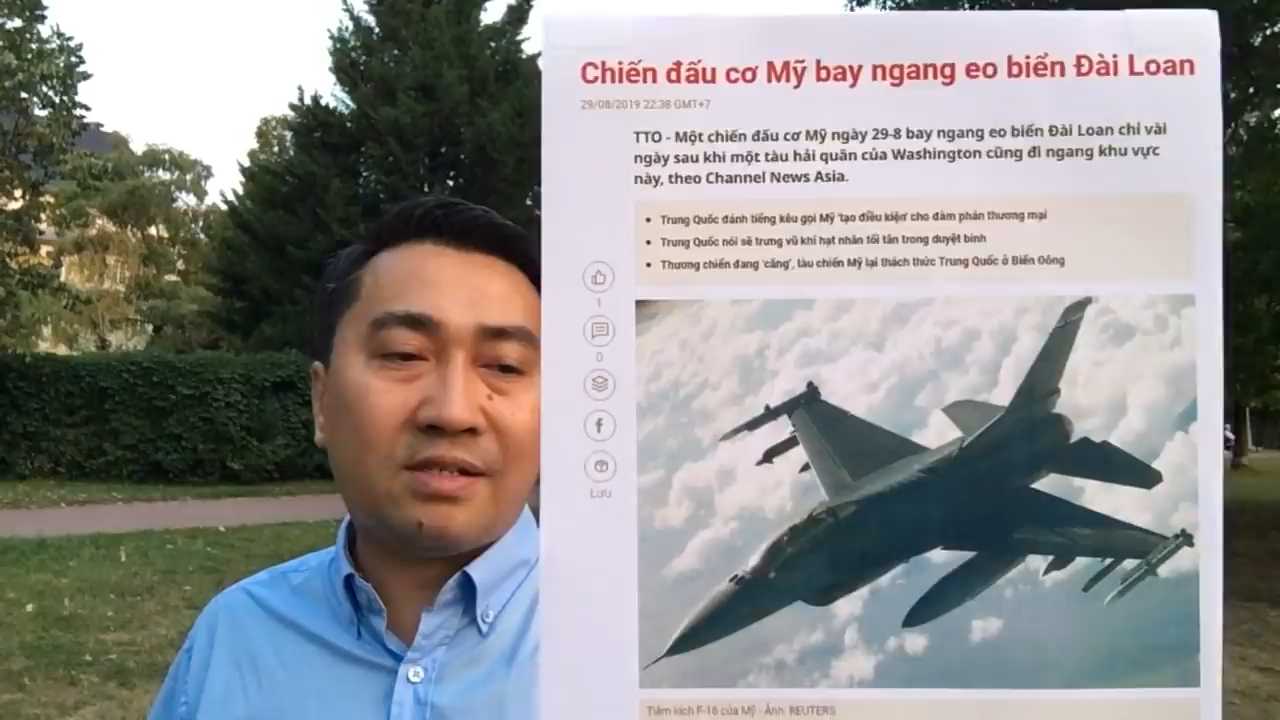 Chiến đấu cơ Mỹ bay ngang eo biển Đài Loan
29/08/2019 22:38 GMT+7
TTO - Một chiến đấu cơ Mỹ ngày 29-8 bay ngang eo biển Đài Loan chỉ vài
ngày sau khi một tàu hải quân của Washington cũng đi ngang khu vực
này, theo Channel News Asia.
• Trung Quốc đánh tiếng kêu gọi Mỹ 'tạo điều kiện' cho đàm phán thương mại
• Trung Quốc nói sẽ trưng vũ khí hạt nhân tối tân trong duyệt binh
• Thương chiến đang 'căng', tàu chiến Mỹ lại thách thức Trung Quốc ở Biển Đông
1
0
f
Lưu
Tiêm kích F-16 của Mỹ - Ảnh: REUTERS